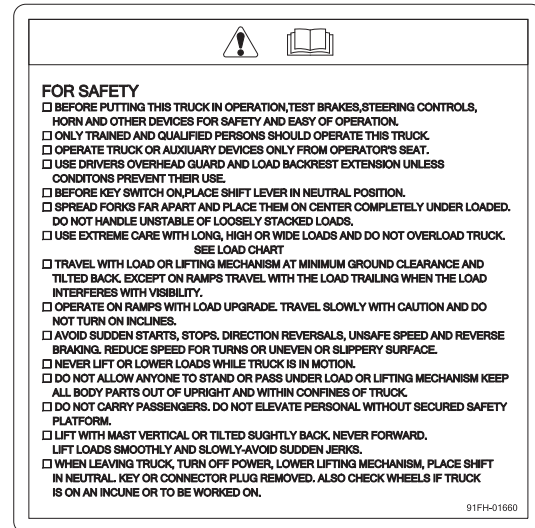 FOR SAFETY
☐ BEFORE PUTTING THIS TRUCK IN OPERATION,TEST BRAKES,STEERING CONTROLS,
HORN AND OTHER DEVICES FOR SAFETY AND EASY OF OPERATION.
☐ ONLY TRAINED AND QUALIFIED PERSONS SHOULD OPERATE THIS TRUCK.
☐ OPERATE TRUCK OR AUXIUARY DEVICES ONLY FROM OPERATOR'S SEAT.
☐ USE DRIVERS OVERHEAD GUARD AND LOAD BACKREST EXTENSION UNLESS
CONDITONS PREVENT THEIR USE.
☐ BEFORE KEY SWITCH ON,PLACE SHIFT LEVER IN NEUTRAL POSITION.
☐ SPREAD FORKS FAR APART AND PLACE THEM ON CENTER COMPLETELY UNDER LOADED.
DO NOT HANDLE UNSTABLE OF LOOSELY STACKED LOADS.
☐ USE EXTREME CARE WITH LONG, HIGH OR WIDE LOADS AND DO NOT OVERLOAD TRUCK.
SEE LOAD CHART
☐ TRAVEL WITH LOAD OR LIFTING MECHANISM AT MINIMUM GROUND CLEARANCE AND
TILTED BACK. EXCEPT ON RAMPS TRAVEL WITH THE LOAD TRAILING WHEN THE LOAD
INTERFERES WITH VISIBILITY.
☐ OPERATE ON RAMPS WITH LOAD UPGRADE. TRAVEL SLOWLY WITH CAUTION AND DO
NOT TURN ON INCLINES.
☐ AVOID SUDDEN STARTS, STOPS. DIRECTION REVERSALS, UNSAFE SPEED AND REVERSE
BRAKING. REDUCE SPEED FOR TURNS OR UNEVEN OR SLIPPERY SURFACE.
☐ NEVER LIFT OR LOWER LOADS WHILE TRUCK IS IN MOTION.
☐ DO NOT ALLOW ANYONE TO STAND OR PASS UNDER LOAD OR LIFTING MECHANISM KEEP
ALL BODY PARTS OUT OF UPRIGHT AND WITHIN CONFINES OF TRUCK.
☐ DO NOT CARRY PASSENGERS. DO NOT ELEVATE PERSONAL WITHOUT SECURED SAFETY
PLATFORM.
☐ LIFT WITH MAST VERTICAL OR TILTED SUGHTLY BACK. NEVER FORWARD.
LIFT LOADS SMOOTHLY AND SLOWLY-AVOID SUDDEN JERKS.
☐ WHEN LEAVING TRUCK, TURN OFF POWER, LOWER LIFTING MECHANISM, PLACE SHIFT
IN NEUTRAL. KEY OR CONNECTOR PLUG REMOVED. ALSO CHECK WHEELS IF TRUCK
IS ON AN INCUNE OR TO BE WORKED ON.
91FH-01660